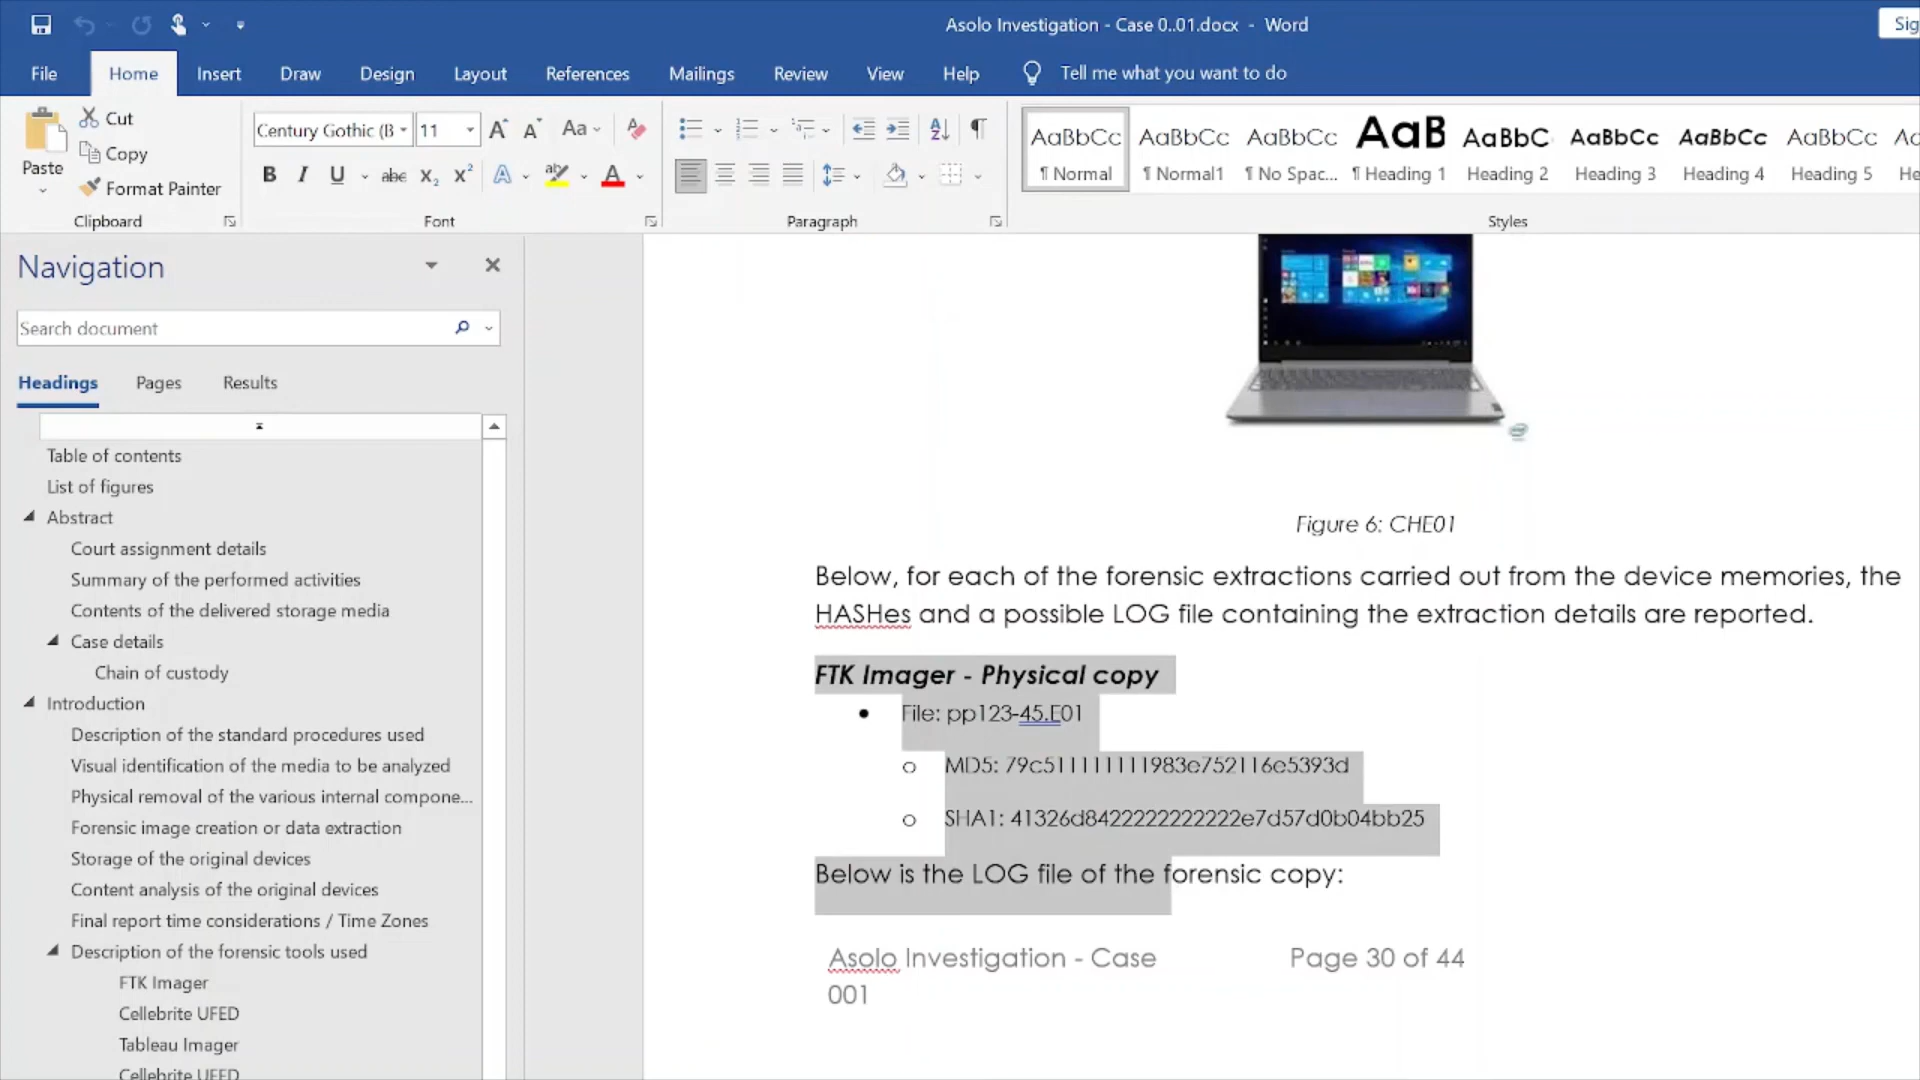 Asolo Investigation - Case 0..01.docx - Word
Sig
File
Home
Insert
Draw
Design
Layout
References
Mailings
Review
View
Help
Tell me what you want to do
Paste
Cut
Copy
Format Painter
Clipboard
Century Gothic (B
11
Font
Paragraph
AaBbCc
¶ Normal
AaBbCc
¶ Normal1
AaBbCc
¶ No Spac...
AaB
¶ Heading 1
AaBbC
Heading 2
AaBbCc
Heading 3
AaBbCc
Heading 4
AaBbCc
Heading 5
He
Styles
Navigation
Search document
Headings
Pages
Results
Table of contents
List of figures
Abstract
Court assignment details
Summary of the performed activities
Contents of the delivered storage media
Case details
Chain of custody
Introduction
Description of the standard procedures used
Visual identification of the media to be analyzed
Physical removal of the various internal compone...
Forensic image creation or data extraction
Storage of the original devices
Content analysis of the original devices
Final report time considerations / Time Zones
Description of the forensic tools used
FTK Imager
Cellebrite UFED
Tableau Imager
Cellebrite UFED
Figure 6: CHE01
Below, for each of the forensic extractions carried out from the device memories, the
HASHes and a possible LOG file containing the extraction details are reported.
FTK Imager - Physical copy
• File: pp123-45.E01
o MD5: 79c511111111983e752116e5393d
o SHA1: 41326d8422222222222e7d57d0b04bb25
Below is the LOG file of the forensic copy:
Asolo Investigation - Case
001
Page 30 of 44